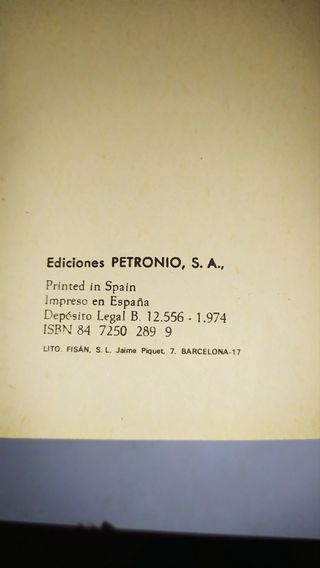 Ediciones PETRONIO, S. A.,
Printed in Spain
Impreso en España
Depósito Legal B. 12.556 - 1.974
ISBN 84 7250 289 9
LITO. FISÁN, S. L. Jaime Piquet, 7. BARCELONA-17